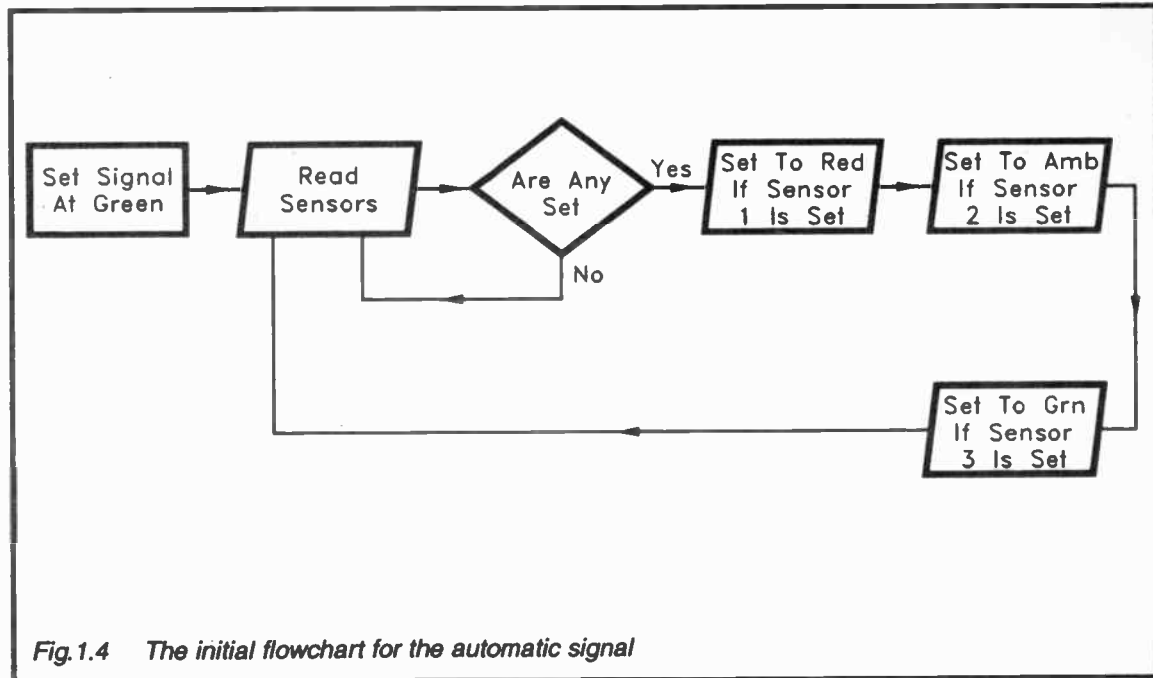 Set Signal
At Green
Read
Sensors
Are Any
Set
Yes
No
Set To Red
If Sensor
1 Is Set
Set To Amb
If Sensor
2 Is Set
Set To Grn
If Sensor
3 Is Set
Fig.1.4 The initial flowchart for the automatic signal